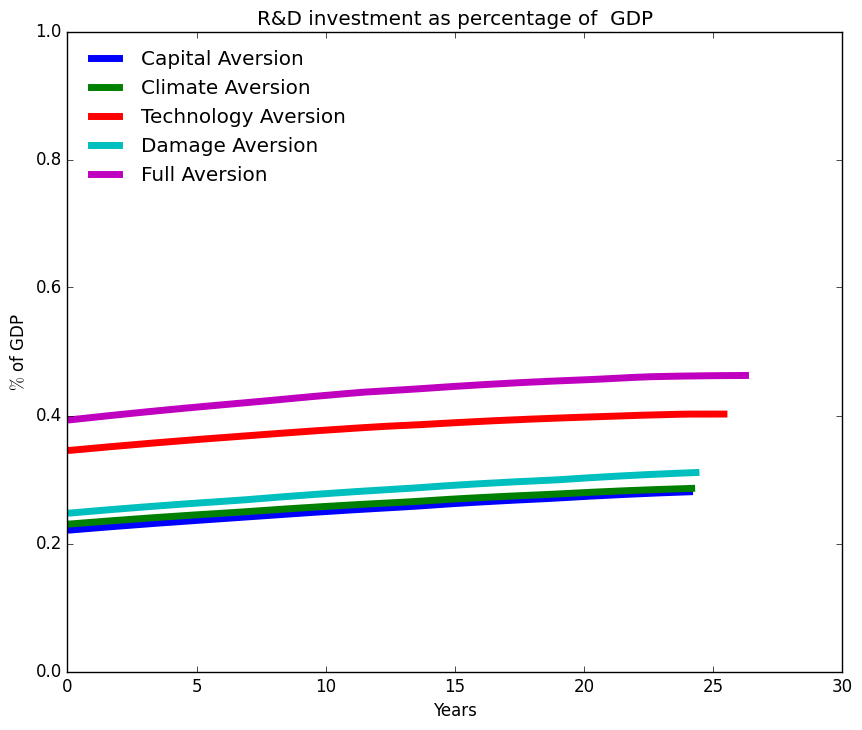 R&D investment as percentage of  GDP
1.0
0.8
0.6
0.4
0.2
0.0
% of GDP
Capital Aversion
Climate Aversion
Technology Aversion
Damage Aversion
Full Aversion
0 5 10 15 20 25 30
Years